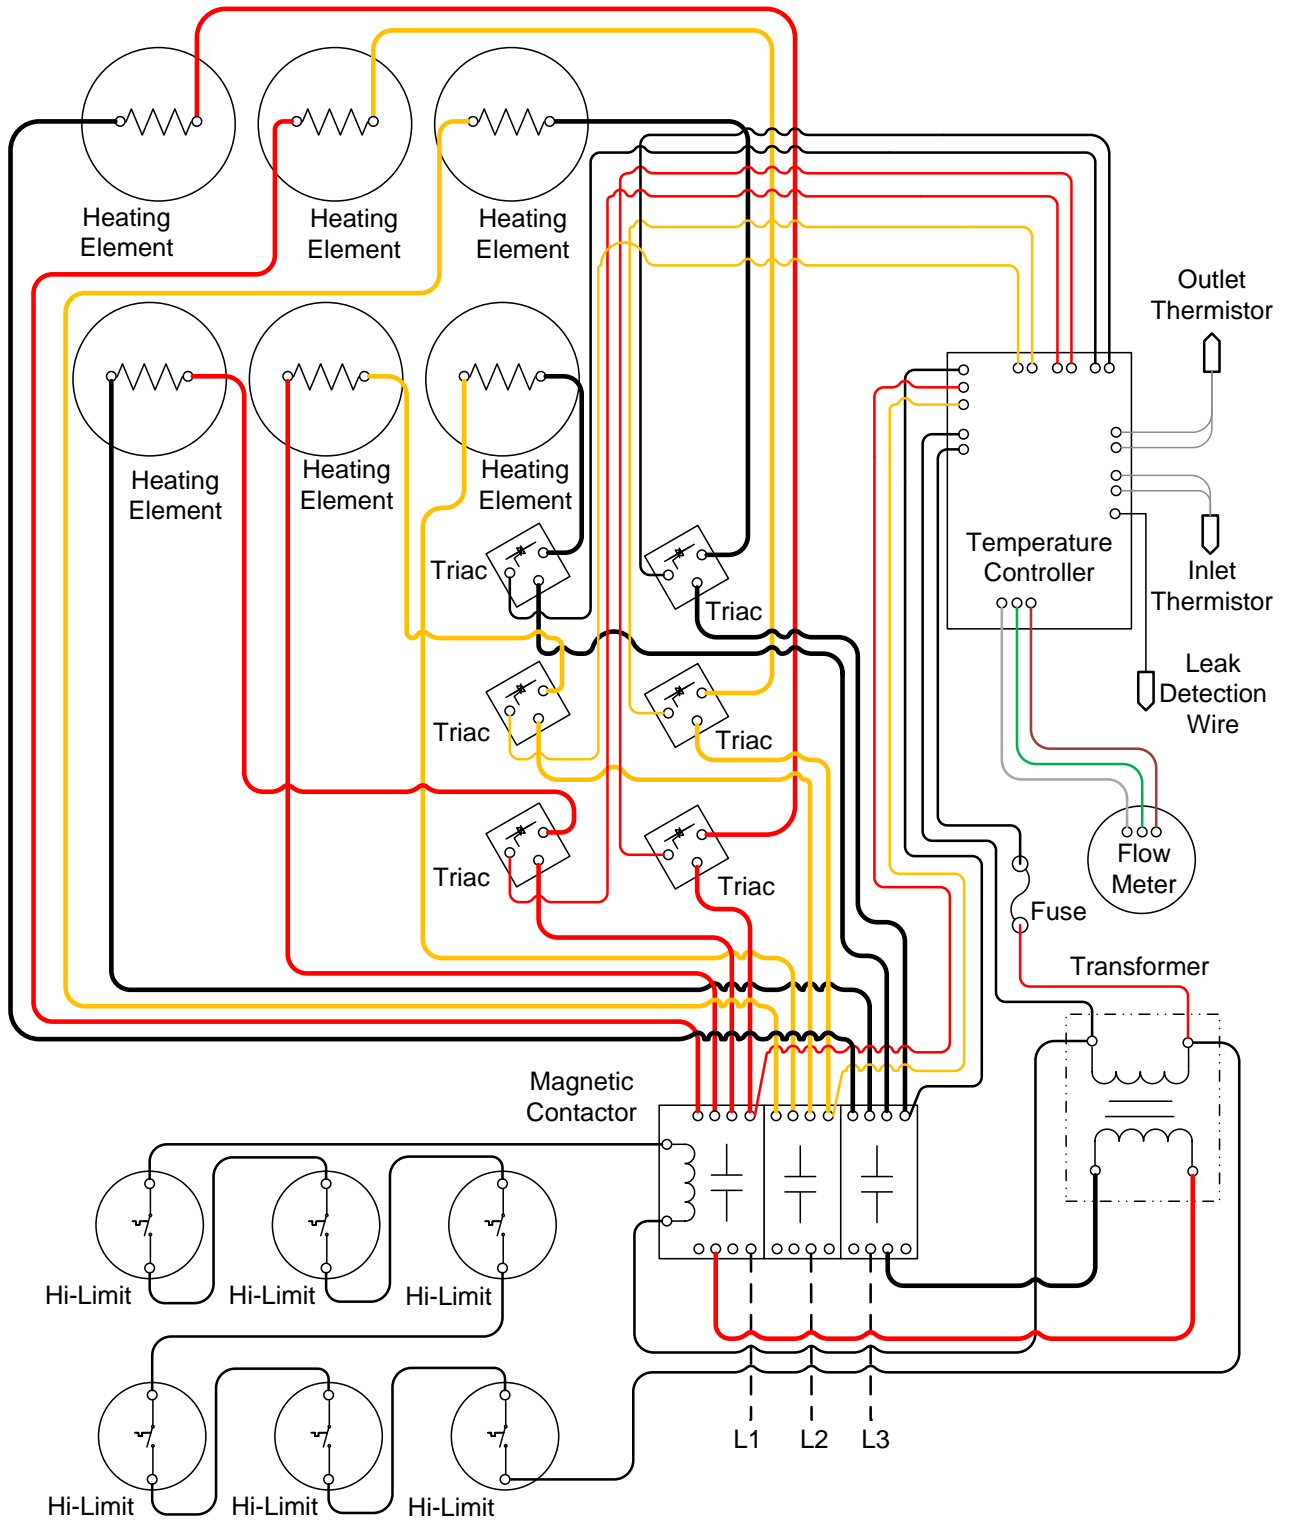 Heating
Element
Heating
Element
Heating
Element
Outlet
Thermistor
Heating
Element
Heating
Element
Heating
Element
Temperature
Controller
Inlet
Thermistor
Triac
Triac
Leak
Detection
Wire
Triac
Triac
Flow
Meter
Triac
Triac
Fuse
Transformer
Magnetic
Contactor
Hi-Limit
Hi-Limit
Hi-Limit
L1
L2
L3
Hi-Limit
Hi-Limit
Hi-Limit